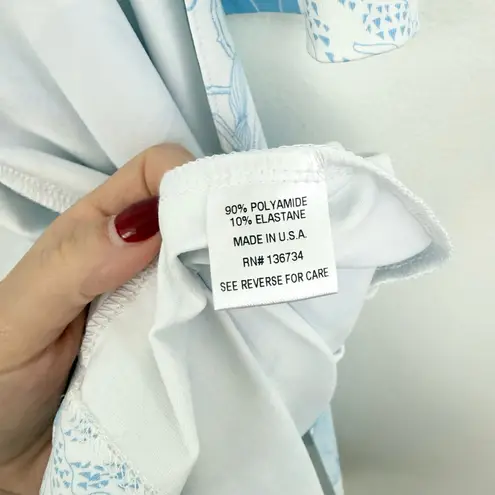 90% POLYAMIDE
10% ELASTANE
MADE IN U.S.A.
RN# 136734
SEE REVERSE FOR CARE